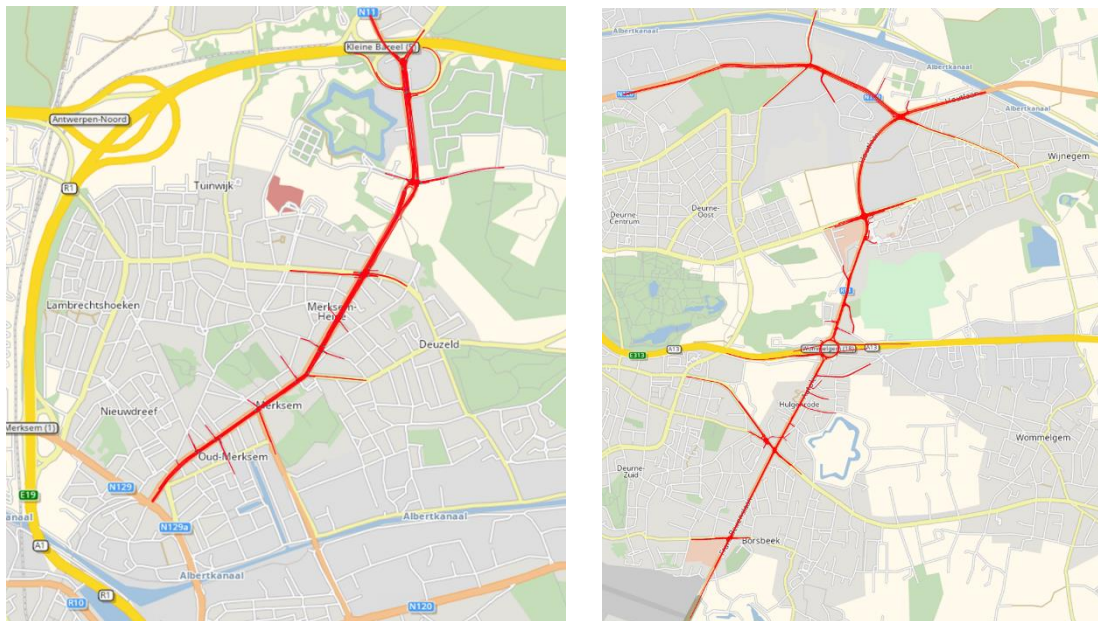 N11
Kleine Bareel (5)
Antwerpen-Noord
R1
Tuinwijk
Lambrechtshoeken
Merksem-
Heide
Deuzeld
Nieuwdreef
Merksem
Merksem (1)
Oud-Merksem
E19
N129
N129a
Albertkanaal
A1
Albertkanaal
R1
R10
N120
Albertkanaal
Albertkanaal
Albertkanaal
Wijnegem
Deurne-
Oost
Deurne-
Centrum
E313
A13
A13
Wommelgem
Deurne-
Zuid
Borsbeek